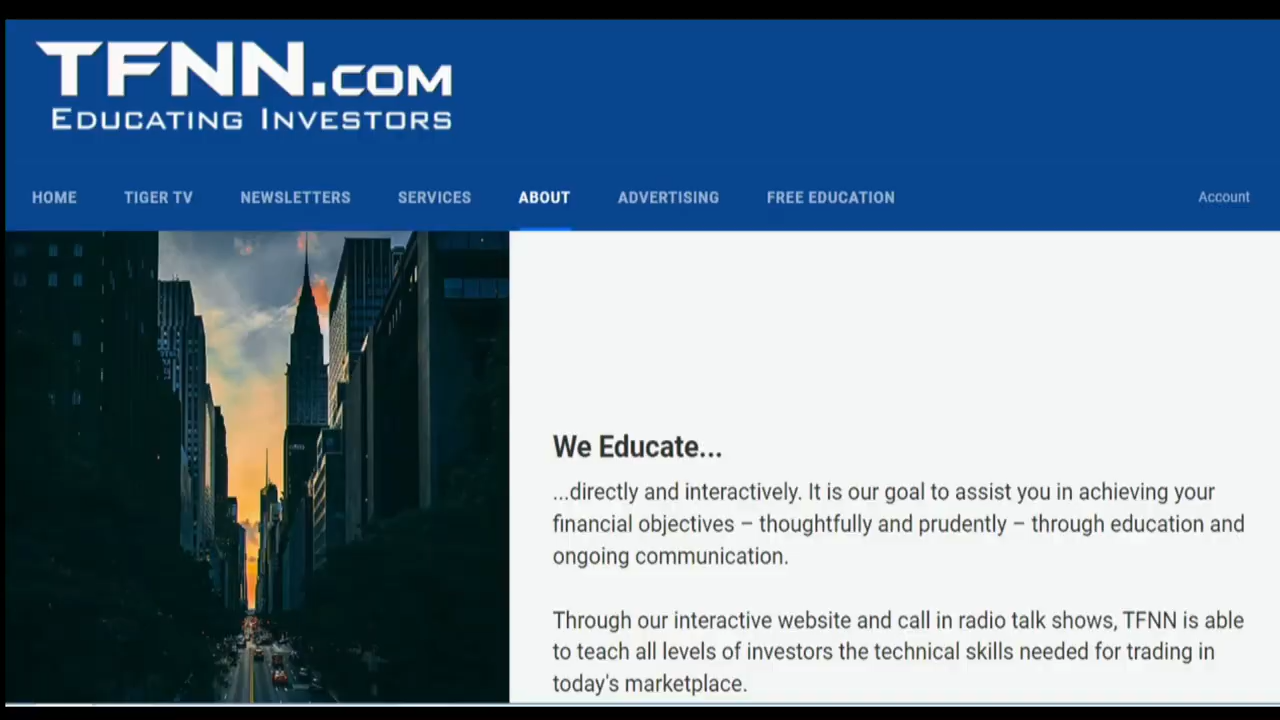 TFNN.COM
EDUCATING INVESTORS
HOME TIGER TV NEWSLETTERS SERVICES ABOUT ADVERTISING FREE EDUCATION Account
We Educate...
...directly and interactively. It is our goal to assist you in achieving your
financial objectives – thoughtfully and prudently – through education and
ongoing communication.
Through our interactive website and call in radio talk shows, TFNN is able
to teach all levels of investors the technical skills needed for trading in
today's marketplace.